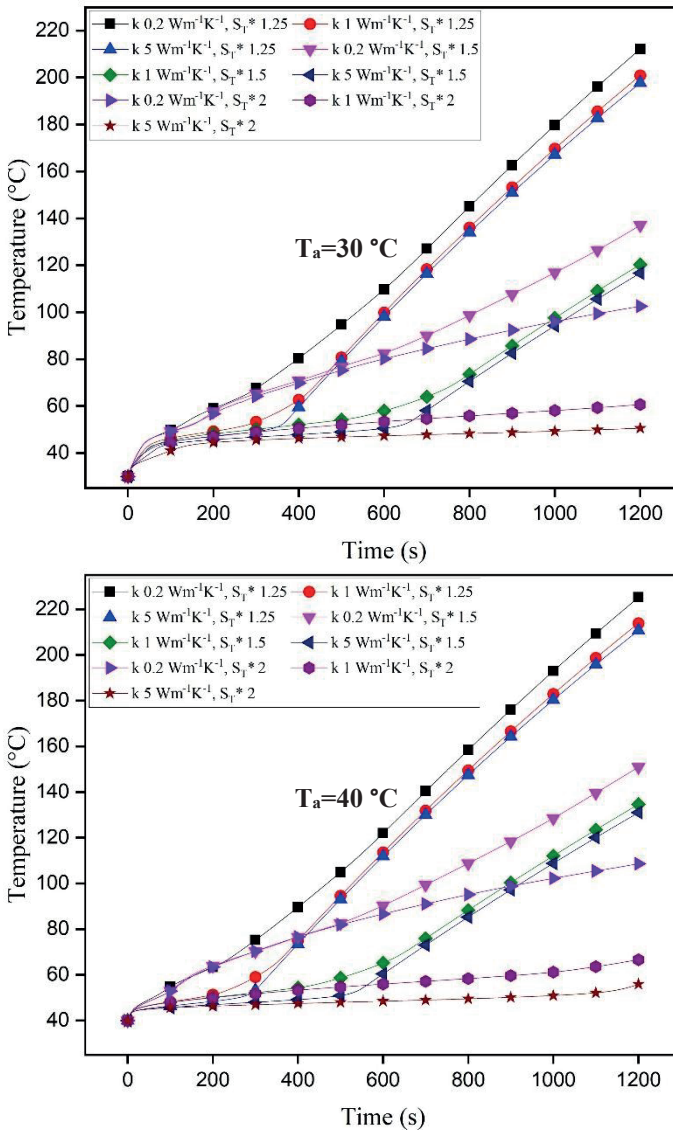 k 0.2 Wm⁻¹K⁻¹, S_T* 1.25 k 1 Wm⁻¹K⁻¹, S_T* 1.25
k 5 Wm⁻¹K⁻¹, S_T* 1.25 k 0.2 Wm⁻¹K⁻¹, S_T* 1.5
k 1 Wm⁻¹K⁻¹, S_T* 1.5 k 5 Wm⁻¹K⁻¹, S_T* 1.5
k 0.2 Wm⁻¹K⁻¹, S_T* 2 k 1 Wm⁻¹K⁻¹, S_T* 2
k 5 Wm⁻¹K⁻¹, S_T* 2
220
200
180
160
140
120
100
80
60
40
Temperature (°C)
Tₐ=30 °C
0 200 400 600 800 1000 1200
Time (s)
k 0.2 Wm⁻¹K⁻¹, S_T* 1.25 k 1 Wm⁻¹K⁻¹, S_T* 1.25
k 5 Wm⁻¹K⁻¹, S_T* 1.25 k 0.2 Wm⁻¹K⁻¹, S_T* 1.5
k 1 Wm⁻¹K⁻¹, S_T* 1.5 k 5 Wm⁻¹K⁻¹, S_T* 1.5
k 0.2 Wm⁻¹K⁻¹, S_T* 2 k 1 Wm⁻¹K⁻¹, S_T* 2
k 5 Wm⁻¹K⁻¹, S_T* 2
220
200
180
160
140
120
100
80
60
40
Temperature (°C)
Tₐ=40 °C
0 200 400 600 800 1000 1200
Time (s)